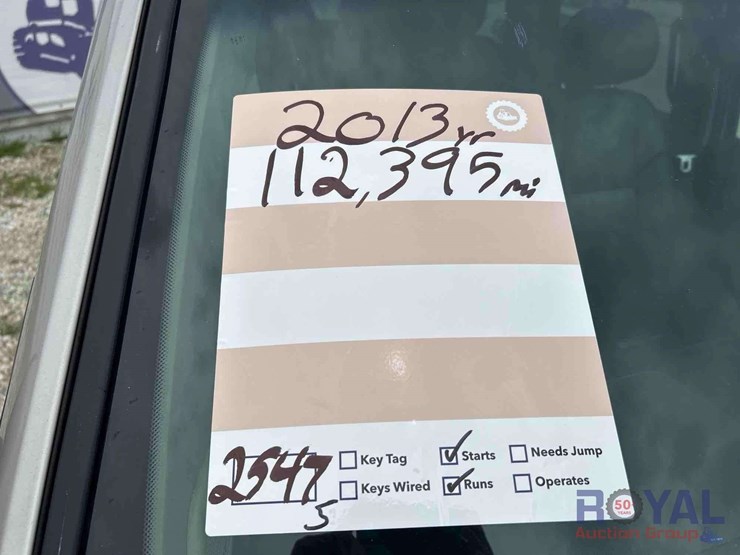 2013 yr
112,395 mi
2547
5
Key Tag Starts Needs Jump
Keys Wired Runs Operates
ROYAL
50
YEARS
Auction Group